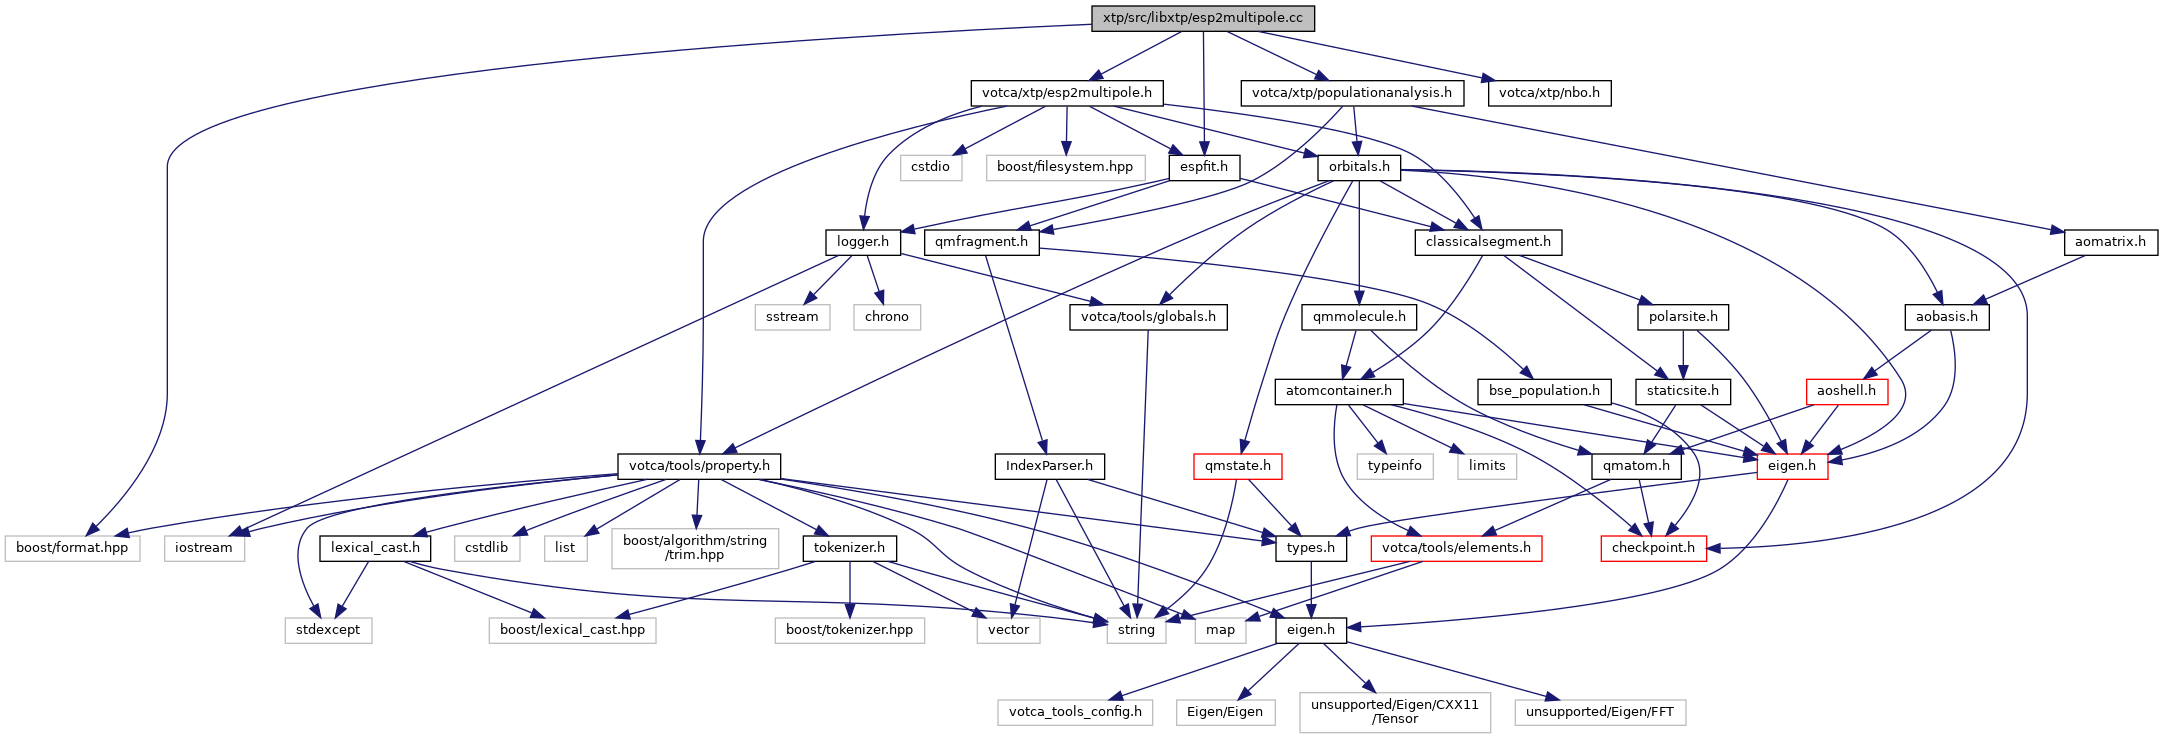 xtp/src/libxtp/esp2multipole.cc
votca/xtp/esp2multipole.h
votca/xtp/populationanalysis.h
votca/xtp/nbo.h
cstdio
boost/filesystem.hpp
espfit.h
orbitals.h
logger.h
qmfragment.h
classicalsegment.h
aomatrix.h
sstream
chrono
votca/tools/globals.h
qmmolecule.h
polarsite.h
aobasis.h
atomcontainer.h
bse_population.h
staticsite.h
aoshell.h
votca/tools/property.h
IndexParser.h
qmstate.h
typeinfo
limits
qmatom.h
eigen.h
boost/format.hpp
iostream
lexical_cast.h
cstdlib
list
boost/algorithm/string
/trim.hpp
tokenizer.h
types.h
votca/tools/elements.h
checkpoint.h
stdexcept
boost/lexical_cast.hpp
boost/tokenizer.hpp
vector
string
map
eigen.h
votca_tools_config.h
Eigen/Eigen
unsupported/Eigen/CXX11
/Tensor
unsupported/Eigen/FFT